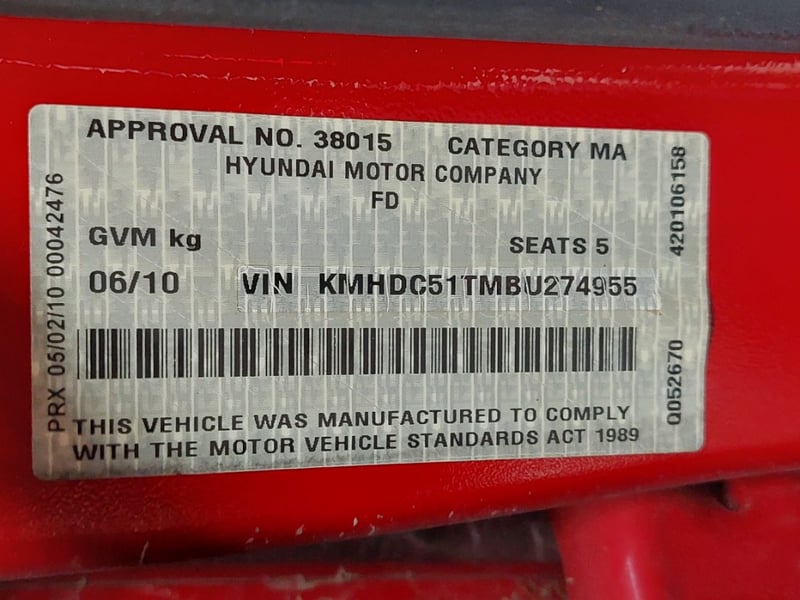 APPROVAL NO. 38015 CATEGORY MA
HYUNDAI MOTOR COMPANY
FD
GVM kg SEATS 5
06/10 VIN KMHDC51TMBU274955
THIS VEHICLE WAS MANUFACTURED TO COMPLY
WITH THE MOTOR VEHICLE STANDARDS ACT 1989
PRX 05/02/10 00042476
420106158
Q052670